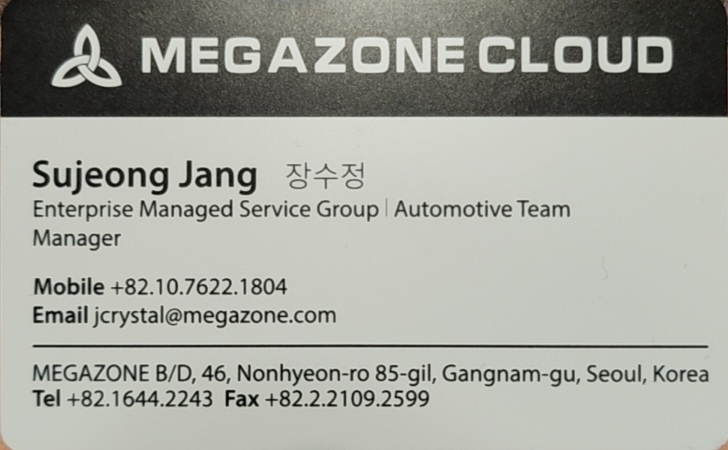 MEGAZONE CLOUD
Sujeong Jang 장수정
Enterprise Managed Service Group | Automotive Team
Manager
Mobile +82.10.7622.1804
Email jcrystal@megazone.com
MEGAZONE B/D, 46, Nonhyeon-ro 85-gil, Gangnam-gu, Seoul, Korea
Tel +82.1644.2243 Fax +82.2.2109.2599